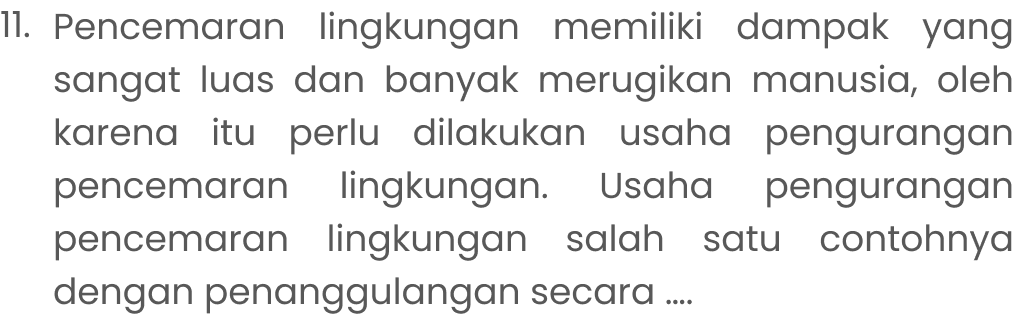 11. Pencemaran lingkungan memiliki dampak yang
sangat luas dan banyak merugikan manusia, oleh
karena itu perlu dilakukan usaha pengurangan
pencemaran lingkungan. Usaha pengurangan
pencemaran lingkungan salah satu contohnya
dengan penanggulangan secara ....